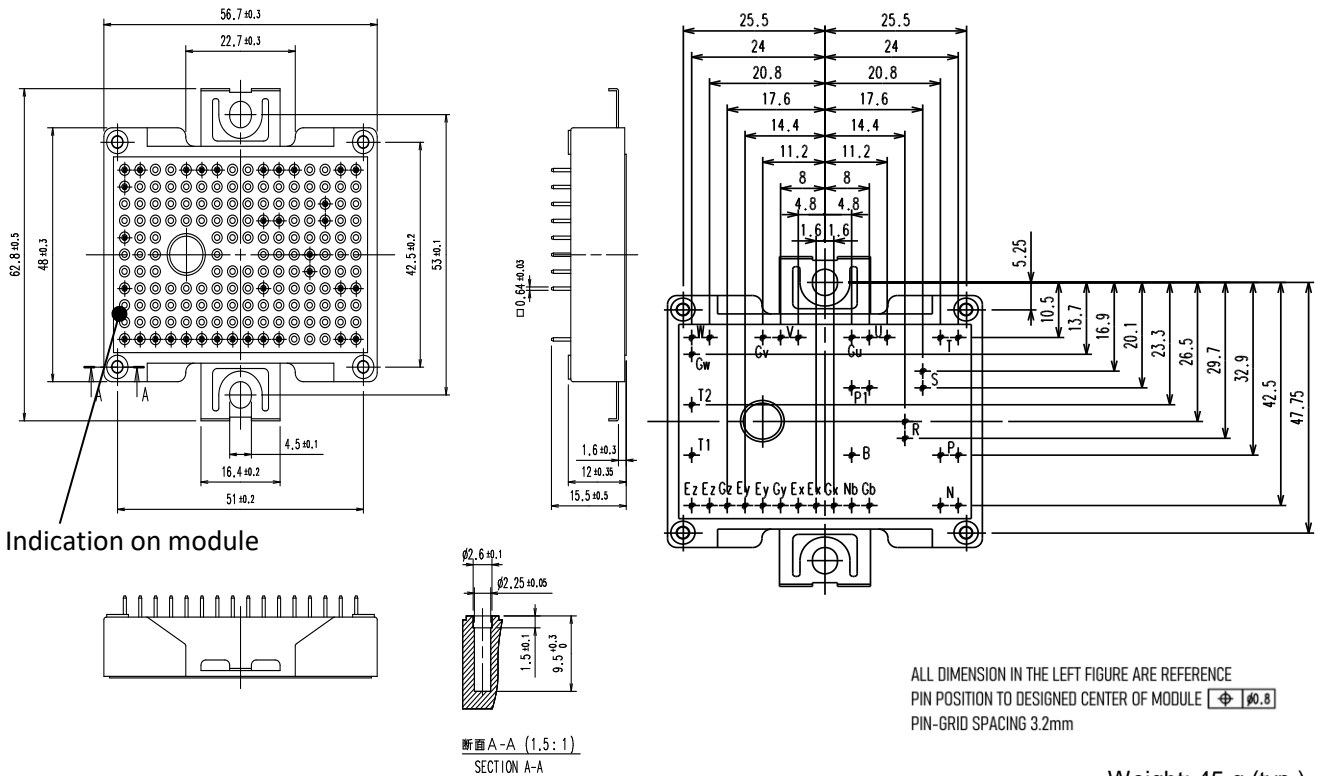 56.7 ±0.3
22.7 ±0.3
62.8 ±0.5
48 ±0.3
42.5 ±0.2
53 ±0.1
A
A
4.5 ±0.1
16.4 ±0.2
51 ±0.2
Indication on module
□0.64 ±0.03
1.6 ±0.3
12 ±0.35
15.5 ±0.5
25.5 25.5
24 24
20.8 20.8
17.6 17.6
14.4 14.4
11.2 11.2
8 8
4.8 4.8
1.6 1.6
5.25
10.5
13.7
16.9
20.1
23.3
26.5
29.7
32.9
42.5
47.75
W V U T
Gv Gu
Gw
S
T2 P1
R
T1 B P
Ez Ez Gz Ey Ey Gy Ex Ex Gx Nb Gb N
ø2.6 ±0.1
ø2.25 ±0.05
1.5 ±0.1
9.5 +0.3 0
断面 A-A (1.5:1)
SECTION A-A
ALL DIMENSION IN THE LEFT FIGURE ARE REFERENCE
PIN POSITION TO DESIGNED CENTER OF MODULE ⌖ ø0.8
PIN-GRID SPACING 3.2mm